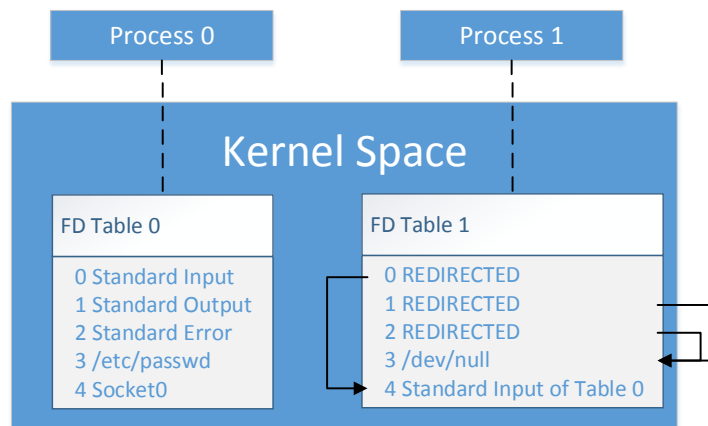 Process 0
Process 1
Kernel Space
FD Table 0
0 Standard Input
1 Standard Output
2 Standard Error
3 /etc/passwd
4 Socket0
FD Table 1
0 REDIRECTED
1 REDIRECTED
2 REDIRECTED
3 /dev/null
4 Standard Input of Table 0